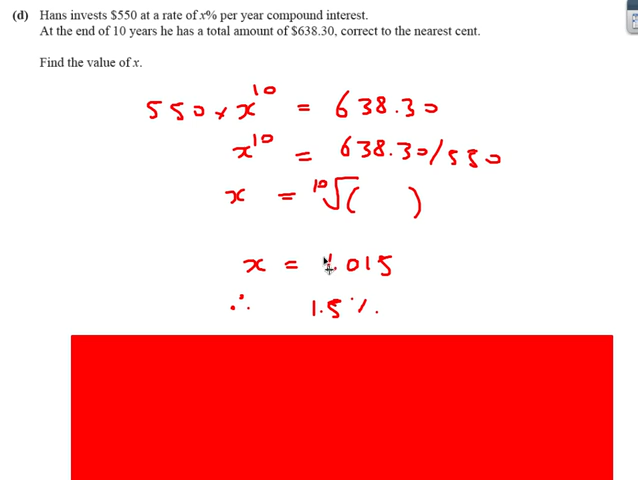 (d) Hans invests $550 at a rate of x% per year compound interest.
At the end of 10 years he has a total amount of $638.30, correct to the nearest cent.
Find the value of x.
550 × x¹⁰ = 638.30
x¹⁰ = 638.30/550
x = ¹⁰√( )
x = 1.015
∴ 1.5%.